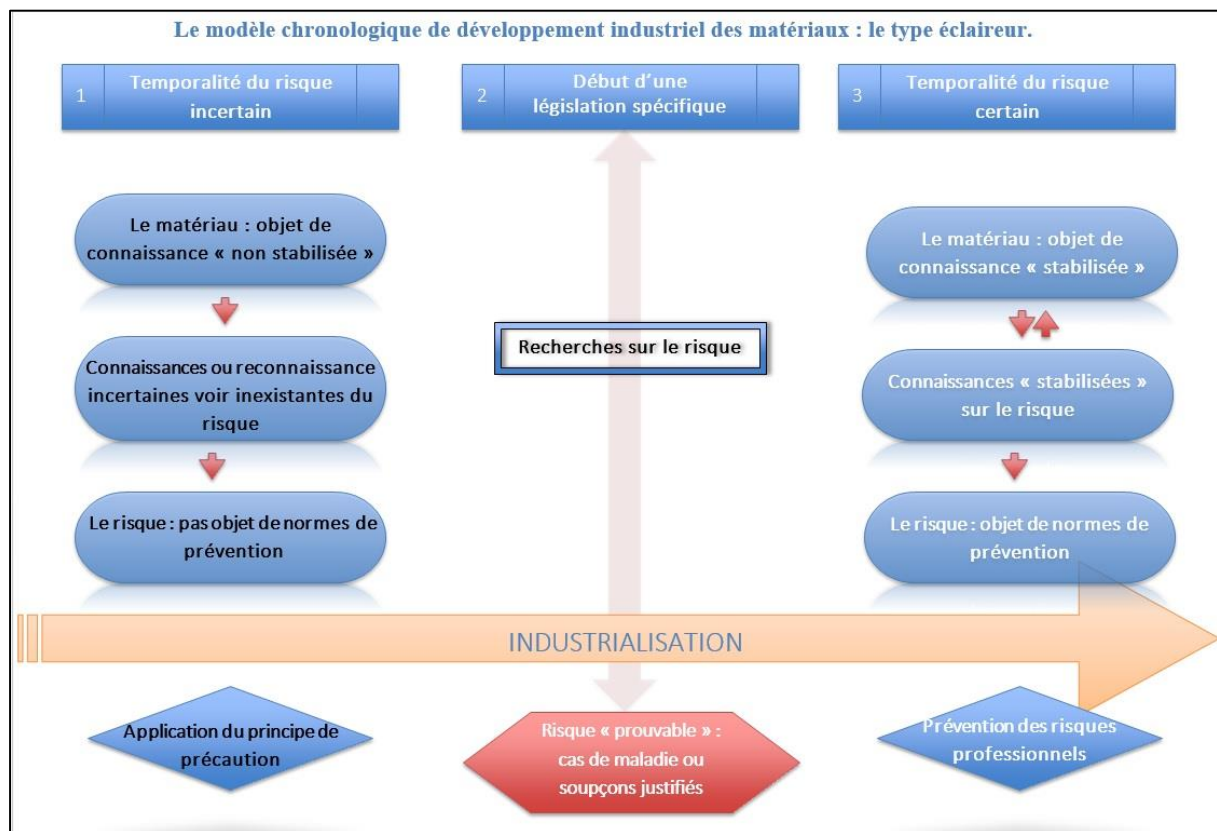 Le modèle chronologique de développement industriel des matériaux : le type éclaireur.
1
Temporalité du risque
incertain
2
Début d'une
législation spécifique
3
Temporalité du risque
certain
Le matériau : objet de
connaissance « non stabilisée »
Connaissances ou reconnaissance
incertaines voir inexistantes du
risque
Le risque : pas objet de normes de
prévention
Recherches sur le risque
Le matériau : objet de
connaissance « stabilisée »
Connaissances « stabilisées »
sur le risque
Le risque : objet de normes de
prévention
INDUSTRIALISATION
Application du principe de
précaution
Risque « prouvable » :
cas de maladie ou
soupçons justifiés
Prévention des risques
professionnels